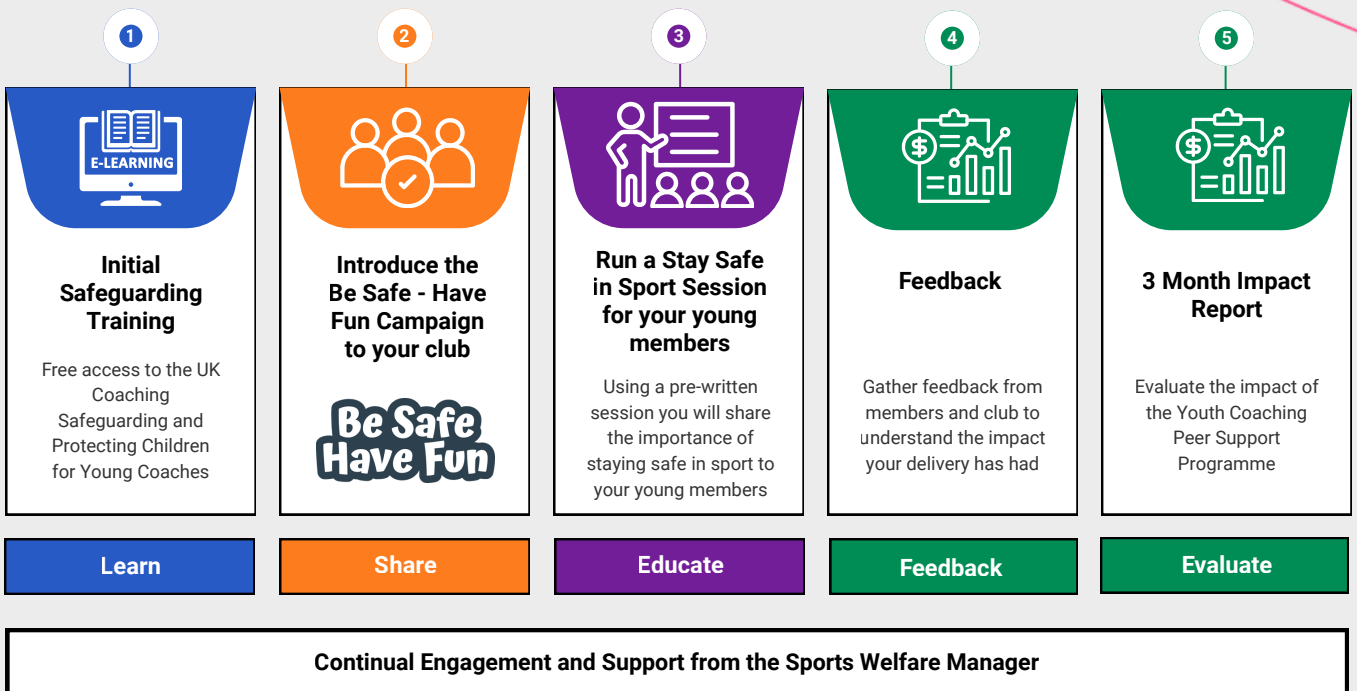 1
2
3
4
5
E-LEARNING
$
$
Initial
Safeguarding
Training
Free access to the UK
Coaching
Safeguarding and
Protecting Children
for Young Coaches
Introduce the
Be Safe - Have
Fun Campaign
to your club
Be Safe
Have Fun
Run a Stay Safe
in Sport Session
for your young
members
Using a pre-written
session you will share
the importance of
staying safe in sport to
your young members
Feedback
Gather feedback from
members and club to
understand the impact
your delivery has had
3 Month Impact
Report
Evaluate the impact of
the Youth Coaching
Peer Support
Programme
Learn
Share
Educate
Feedback
Evaluate
Continual Engagement and Support from the Sports Welfare Manager